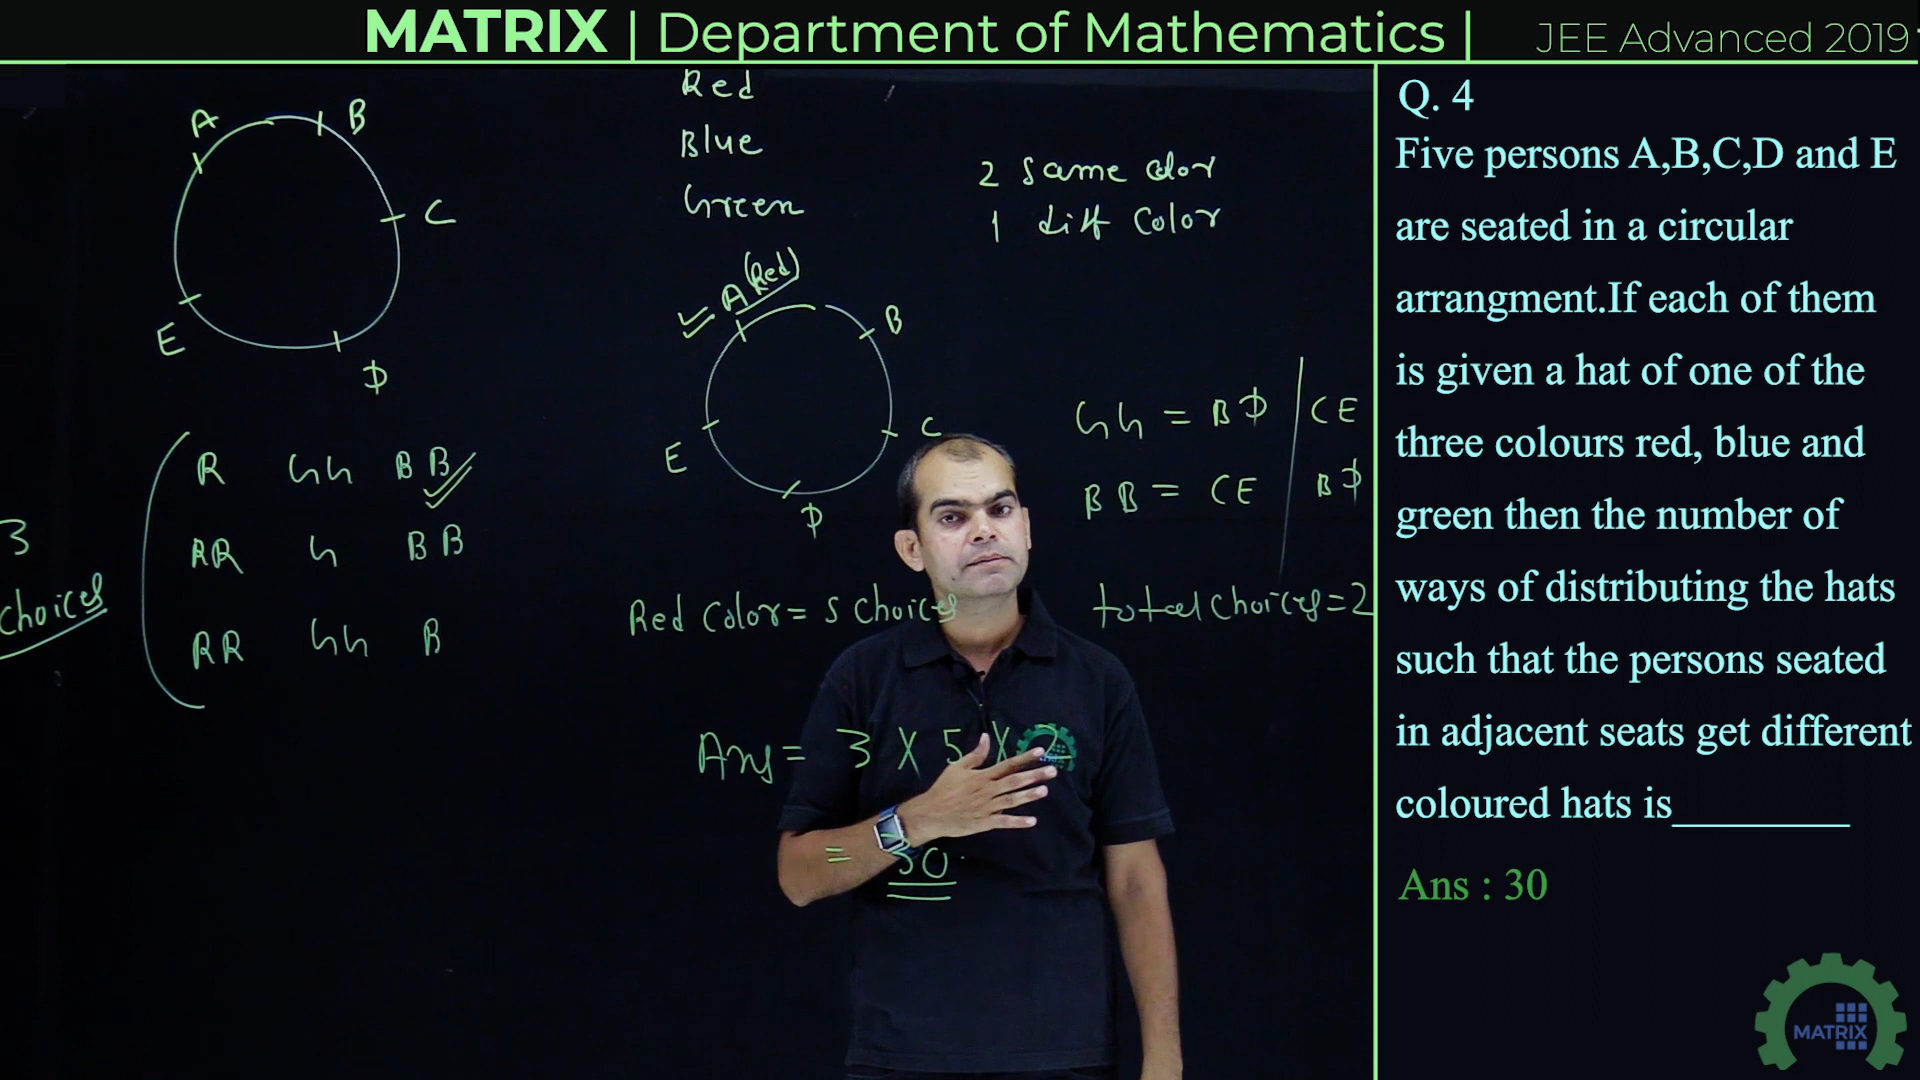 MATRIX | Department of Mathematics |
JEE Advanced 2019
Red
Blue
Green
2 Same color
1 diff Color
A
B
C
D
E
A (Red)
B
C
D
E
GG = BD | CE
BB = CE BD
R GG BB
RR G BB
RR GG B
3
choices
Red Color = 5 choices
total choices = 2
Ans = 3 X 5 X 2
= 30
Q. 4
Five persons A,B,C,D and E
are seated in a circular
arrangment.If each of them
is given a hat of one of the
three colours red, blue and
green then the number of
ways of distributing the hats
such that the persons seated
in adjacent seats get different
coloured hats is_________
Ans : 30
MATRIX